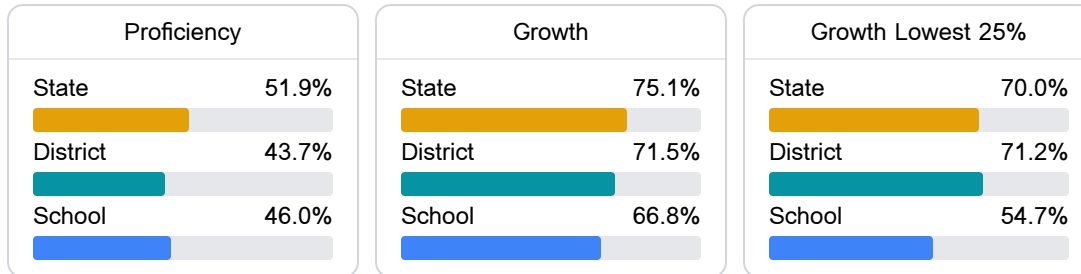 Proficiency
State 51.9%
District 43.7%
School 46.0%
Growth
State 75.1%
District 71.5%
School 66.8%
Growth Lowest 25%
State 70.0%
District 71.2%
School 54.7%